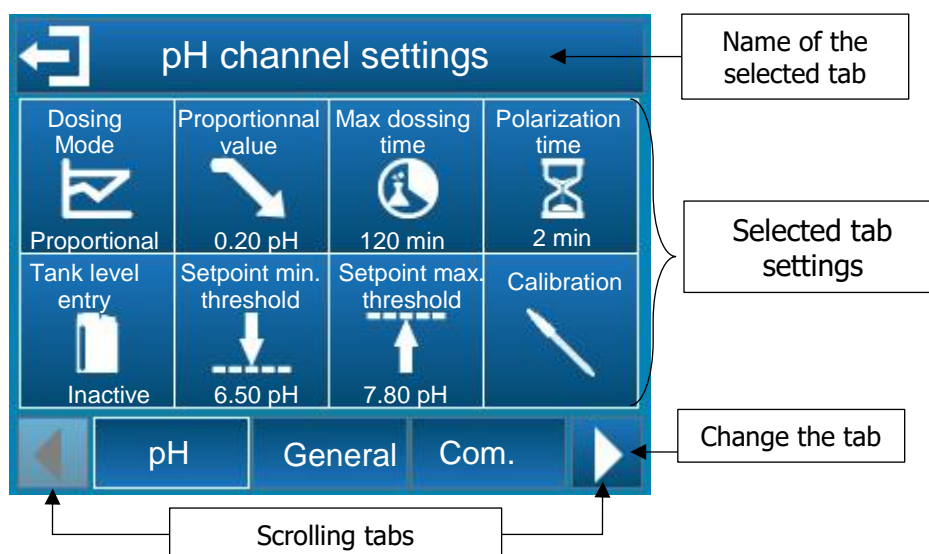 pH channel settings
Name of the
selected tab
Dosing
Mode
Proportional
Proportionnal
value
0.20 pH
Max dossing
time
120 min
Polarization
time
2 min
Tank level
entry
Inactive
Setpoint min.
threshold
6.50 pH
Setpoint max.
threshold
7.80 pH
Calibration
Selected tab
settings
pH
General
Com.
Change the tab
Scrolling tabs